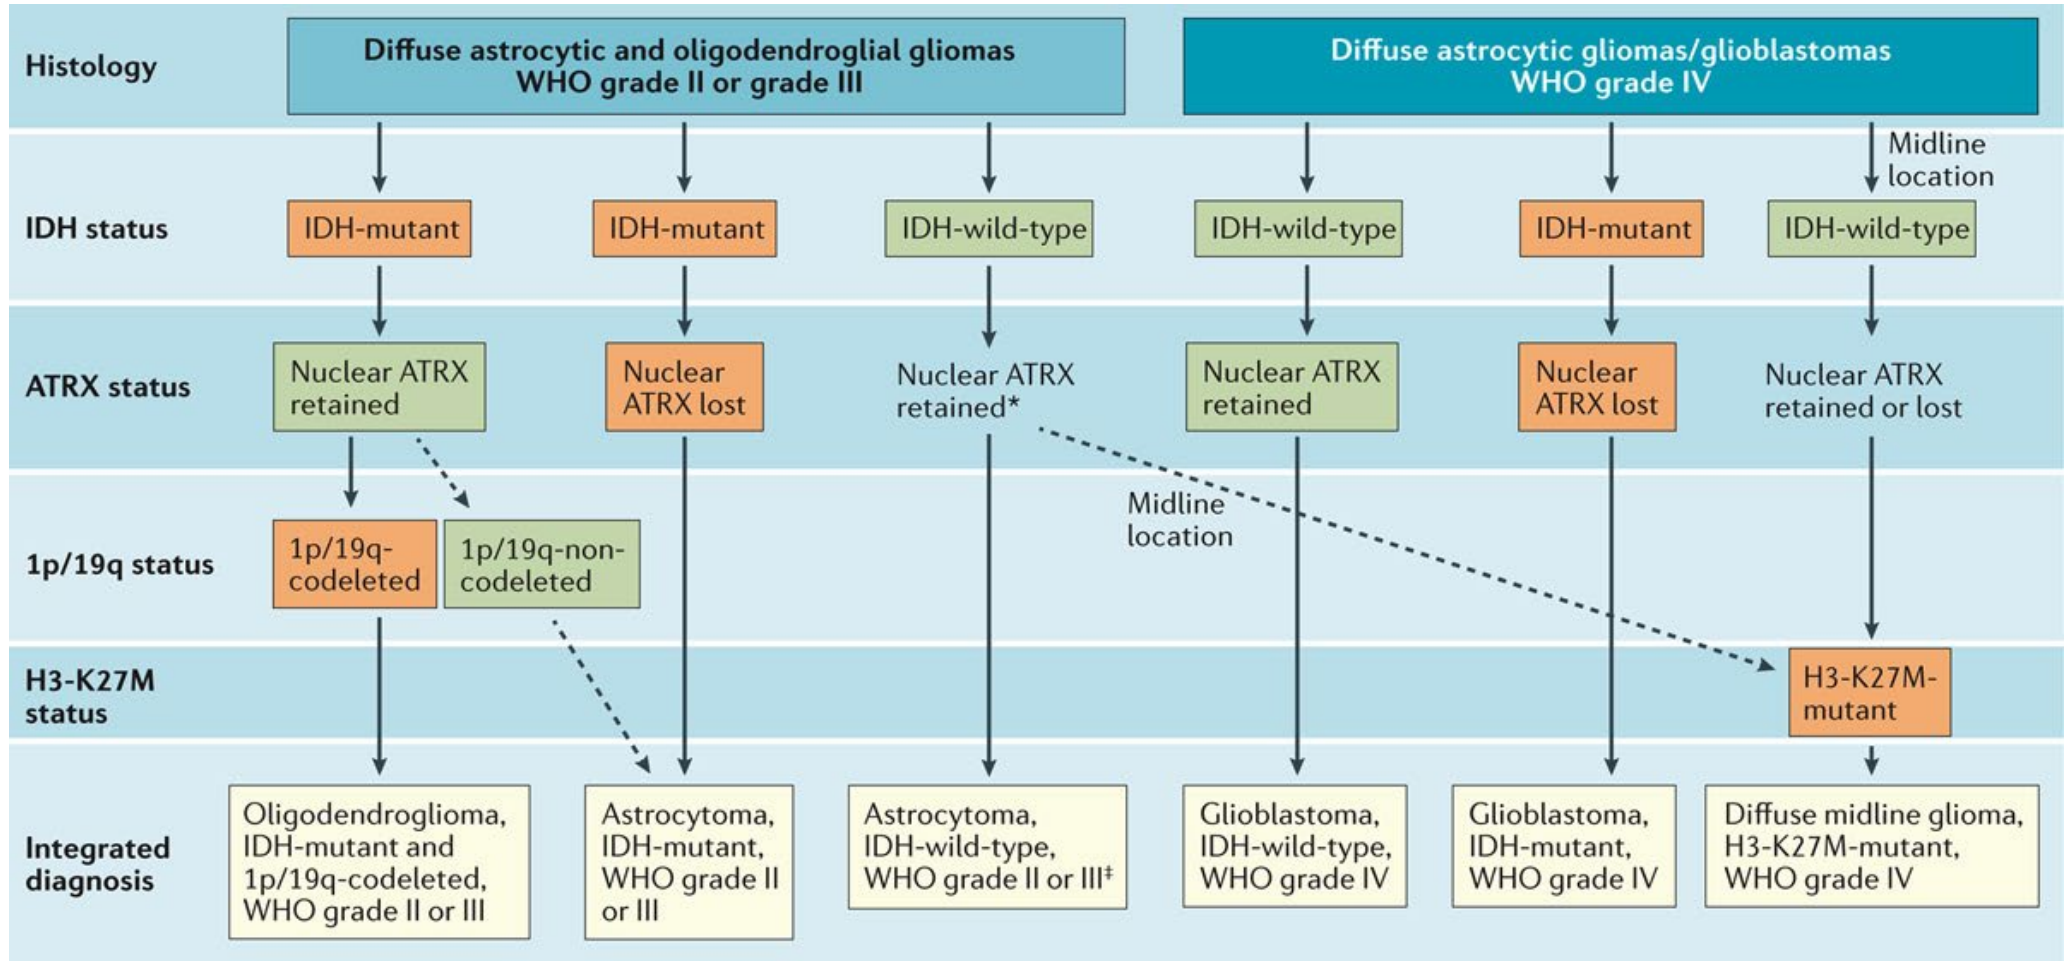 Histology
Diffuse astrocytic and oligodendroglial gliomas
WHO grade II or grade III
Diffuse astrocytic gliomas/glioblastomas
WHO grade IV
Midline
location
IDH status
IDH-mutant
IDH-mutant
IDH-wild-type
IDH-wild-type
IDH-mutant
IDH-wild-type
ATRX status
Nuclear ATRX
retained
Nuclear
ATRX lost
Nuclear ATRX
retained*
Nuclear ATRX
retained
Nuclear
ATRX lost
Nuclear ATRX
retained or lost
Midline
location
1p/19q status
1p/19q-
codeleted
1p/19q-non-
codeleted
H3-K27M
status
H3-K27M-
mutant
Integrated
diagnosis
Oligodendroglioma,
IDH-mutant and
1p/19q-codeleted,
WHO grade II or III
Astrocytoma,
IDH-mutant,
WHO grade II
or III
Astrocytoma,
IDH-wild-type,
WHO grade II or III‡
Glioblastoma,
IDH-wild-type,
WHO grade IV
Glioblastoma,
IDH-mutant,
WHO grade IV
Diffuse midline glioma,
H3-K27M-mutant,
WHO grade IV